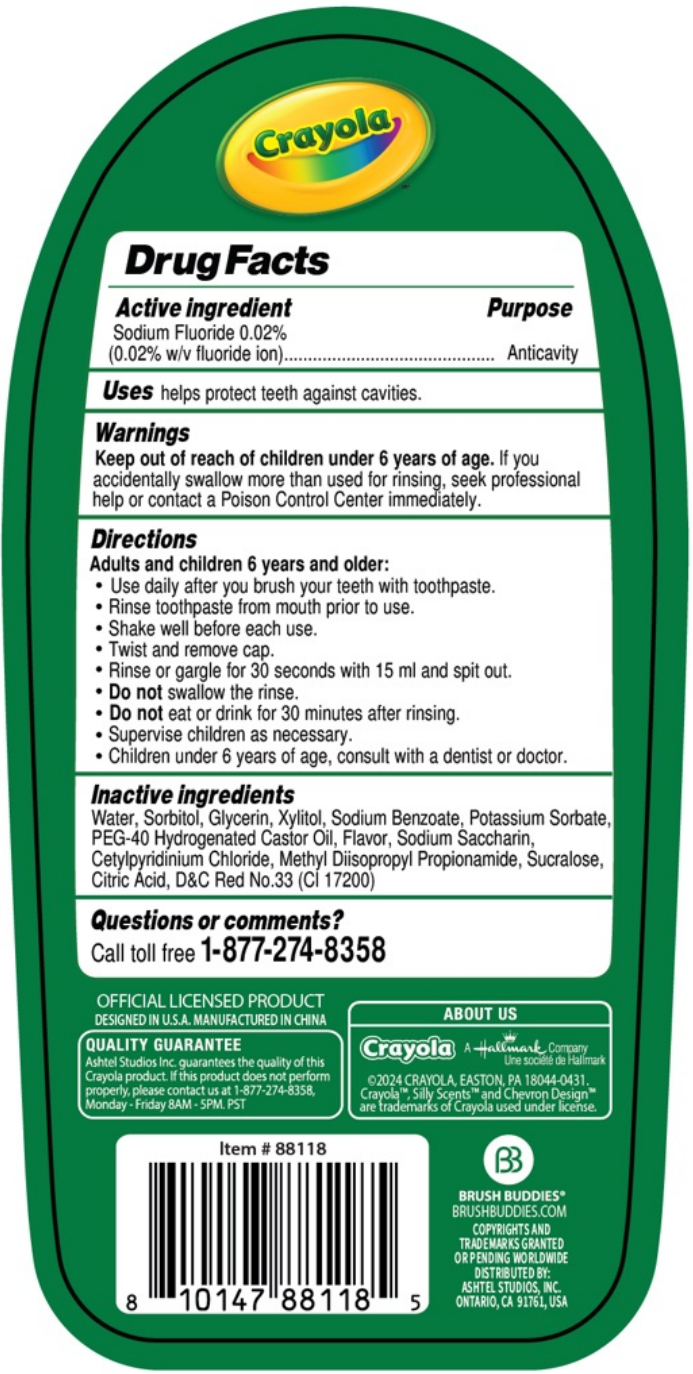 Crayola
Drug Facts
Active ingredient Purpose
Sodium Fluoride 0.02%
(0.02% w/v fluoride ion)............................................. Anticavity
Uses helps protect teeth against cavities.
Warnings
Keep out of reach of children under 6 years of age. If you
accidentally swallow more than used for rinsing, seek professional
help or contact a Poison Control Center immediately.
Directions
Adults and children 6 years and older:
• Use daily after you brush your teeth with toothpaste.
• Rinse toothpaste from mouth prior to use.
• Shake well before each use.
• Twist and remove cap.
• Rinse or gargle for 30 seconds with 15 ml and spit out.
• Do not swallow the rinse.
• Do not eat or drink for 30 minutes after rinsing.
• Supervise children as necessary.
• Children under 6 years of age, consult with a dentist or doctor.
Inactive ingredients
Water, Sorbitol, Glycerin, Xylitol, Sodium Benzoate, Potassium Sorbate,
PEG-40 Hydrogenated Castor Oil, Flavor, Sodium Saccharin,
Cetylpyridinium Chloride, Methyl Diisopropyl Propionamide, Sucralose,
Citric Acid, D&C Red No.33 (CI 17200)
Questions or comments?
Call toll free 1-877-274-8358
OFFICIAL LICENSED PRODUCT
DESIGNED IN U.S.A. MANUFACTURED IN CHINA
QUALITY GUARANTEE
Ashtel Studios Inc. guarantees the quality of this
Crayola product. If this product does not perform
properly, please contact us at 1-877-274-8358,
Monday - Friday 8AM - 5PM. PST
ABOUT US
Crayola A Hallmark Company
Une société de Hallmark
©2024 CRAYOLA, EASTON, PA 18044-0431.
Crayola™, Silly Scents™ and Chevron Design™
are trademarks of Crayola used under license.
Item # 88118
8 10147 88118 5
BB
BRUSH BUDDIES®
BRUSHBUDDIES.COM
COPYRIGHTS AND
TRADEMARKS GRANTED
OR PENDING WORLDWIDE
DISTRIBUTED BY:
ASHTEL STUDIOS, INC.
ONTARIO, CA 91761, USA